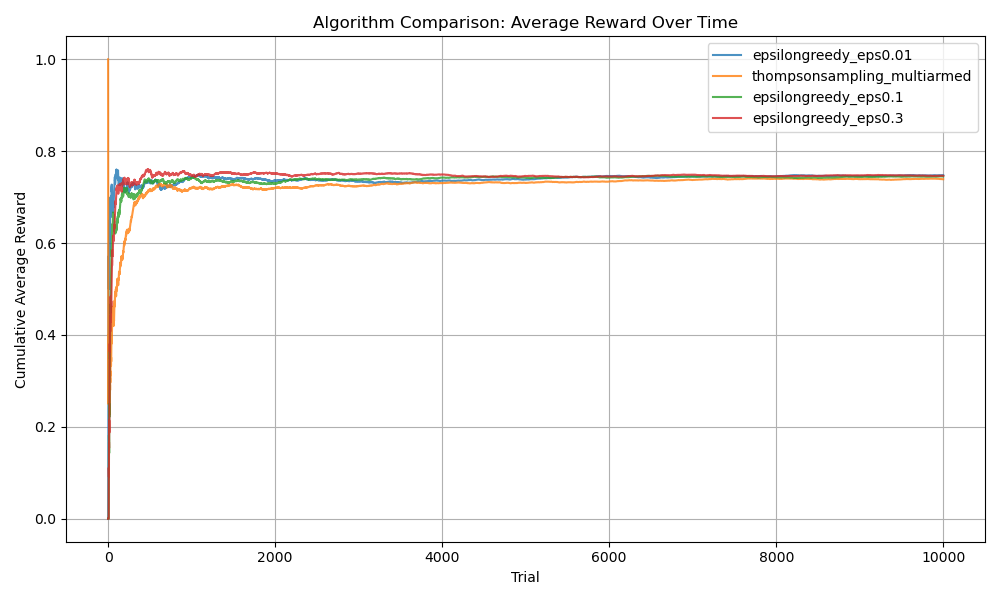 Algorithm Comparison: Average Reward Over Time
epsilongreedy_eps0.01
thompsonsampling_multiarmed
epsilongreedy_eps0.1
epsilongreedy_eps0.3
Cumulative Average Reward
1.0
0.8
0.6
0.4
0.2
0.0
0
2000
4000
6000
8000
10000
Trial